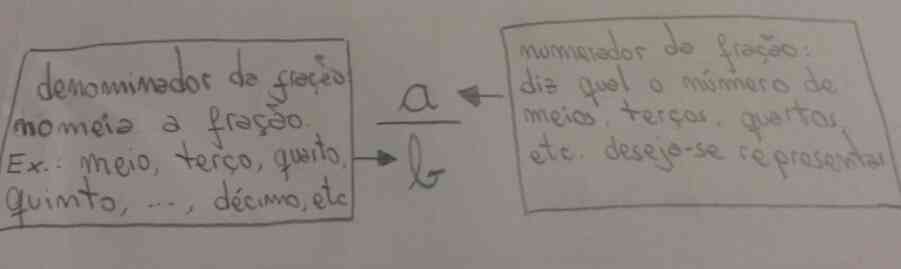 denominador da fração
nomeia a fração.
Ex.: meio, terço, quarto,
quinto, ..., décimo, etc
a
b
numerador da fração:
diz qual o número de
meios, terços, quartos,
etc. deseja-se representar